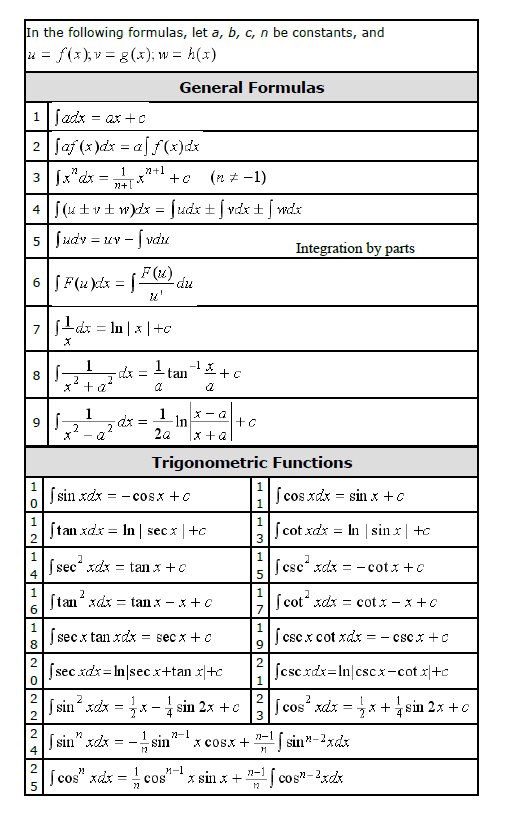 In the following formulas, let a, b, c, n be constants, and
u = f(x); v = g(x); w = h(x)
General Formulas
1 ∫adx = ax + c
2 ∫af(x)dx = a∫f(x)dx
3 ∫xⁿdx = 1/(n+1) xⁿ⁺¹ + c (n ≠ −1)
4 ∫(u ± v ± w)dx = ∫udx ± ∫vdx ± ∫wdx
5 ∫udv = uv − ∫vdu Integration by parts
6 ∫F(u)dx = ∫F(u)/u' du
7 ∫1/x dx = ln | x | +c
8 ∫1/(x² + a²) dx = 1/a tan⁻¹ x/a + c
9 ∫1/(x² − a²) dx = 1/2a ln|(x − a)/(x + a)| + c
Trigonometric Functions
10 ∫sin xdx = −cos x + c 11 ∫cos xdx = sin x + c
12 ∫tan xdx = ln | sec x | +c 13 ∫cot xdx = ln | sin x | +c
14 ∫sec² xdx = tan x + c 15 ∫csc² xdx = −cot x + c
16 ∫tan² xdx = tan x − x + c 17 ∫cot² xdx = cot x − x + c
18 ∫sec x tan xdx = sec x + c 19 ∫csc x cot xdx = − csc x + c
20 ∫sec xdx=ln|sec x+tan x|+c 21 ∫csc xdx=ln|csc x−cot x|+c
22 ∫sin² xdx = 1/2 x − 1/4 sin 2x + c 23 ∫cos² xdx = 1/2 x + 1/4 sin 2x + c
24 ∫sinⁿ xdx = −1/n sinⁿ⁻¹ x cos x + (n−1)/n ∫sinⁿ⁻²xdx
25 ∫cosⁿ xdx = 1/n cosⁿ⁻¹ x sin x + (n−1)/n ∫cosⁿ⁻²xdx